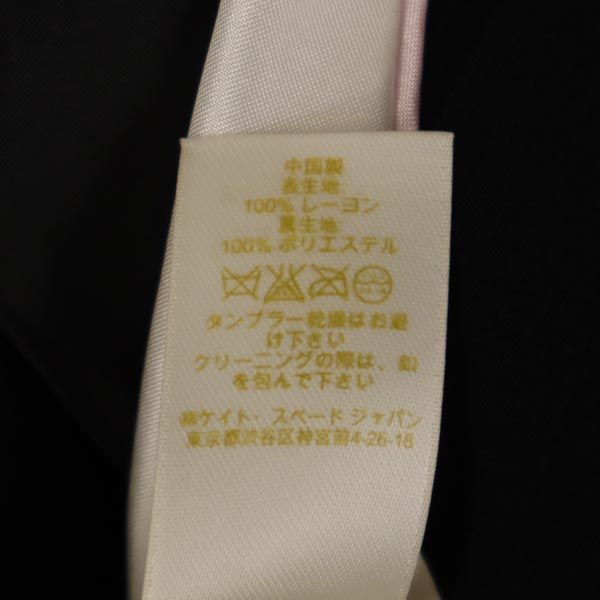 中国製
表生地:
100% レーヨン
裏生地:
100% ポリエステル
タンブラー乾燥はお避
け下さい
クリーニングの際は、釦
を包んで下さい
㈱ケイト・スペード ジャパン
東京都渋谷区神宮前4-26-18